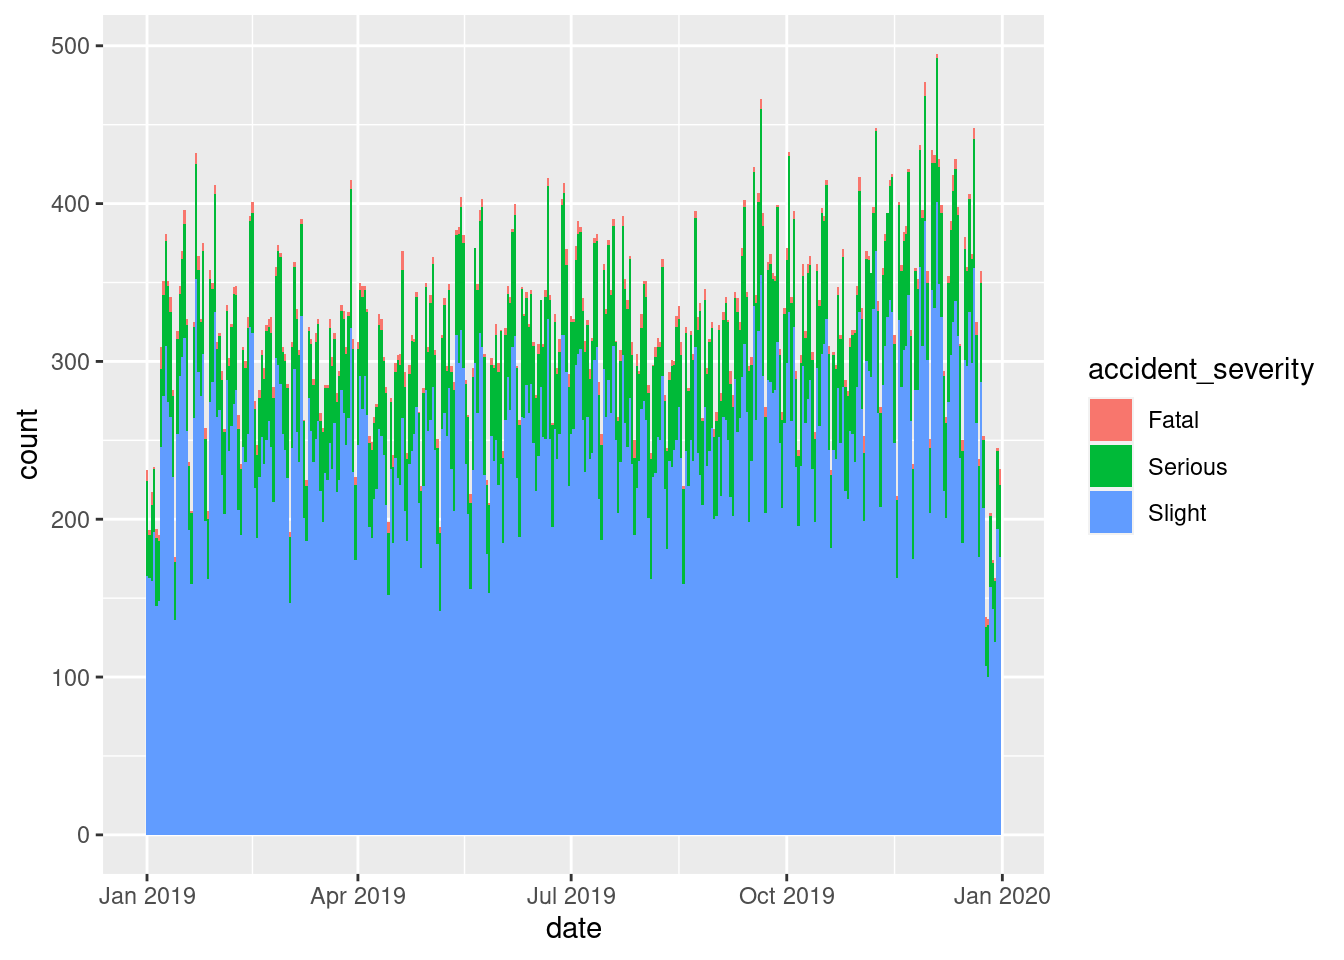 500
400
300
200
100
0
count
Jan 2019
Apr 2019
Jul 2019
Oct 2019
Jan 2020
date
accident_severity
Fatal
Serious
Slight